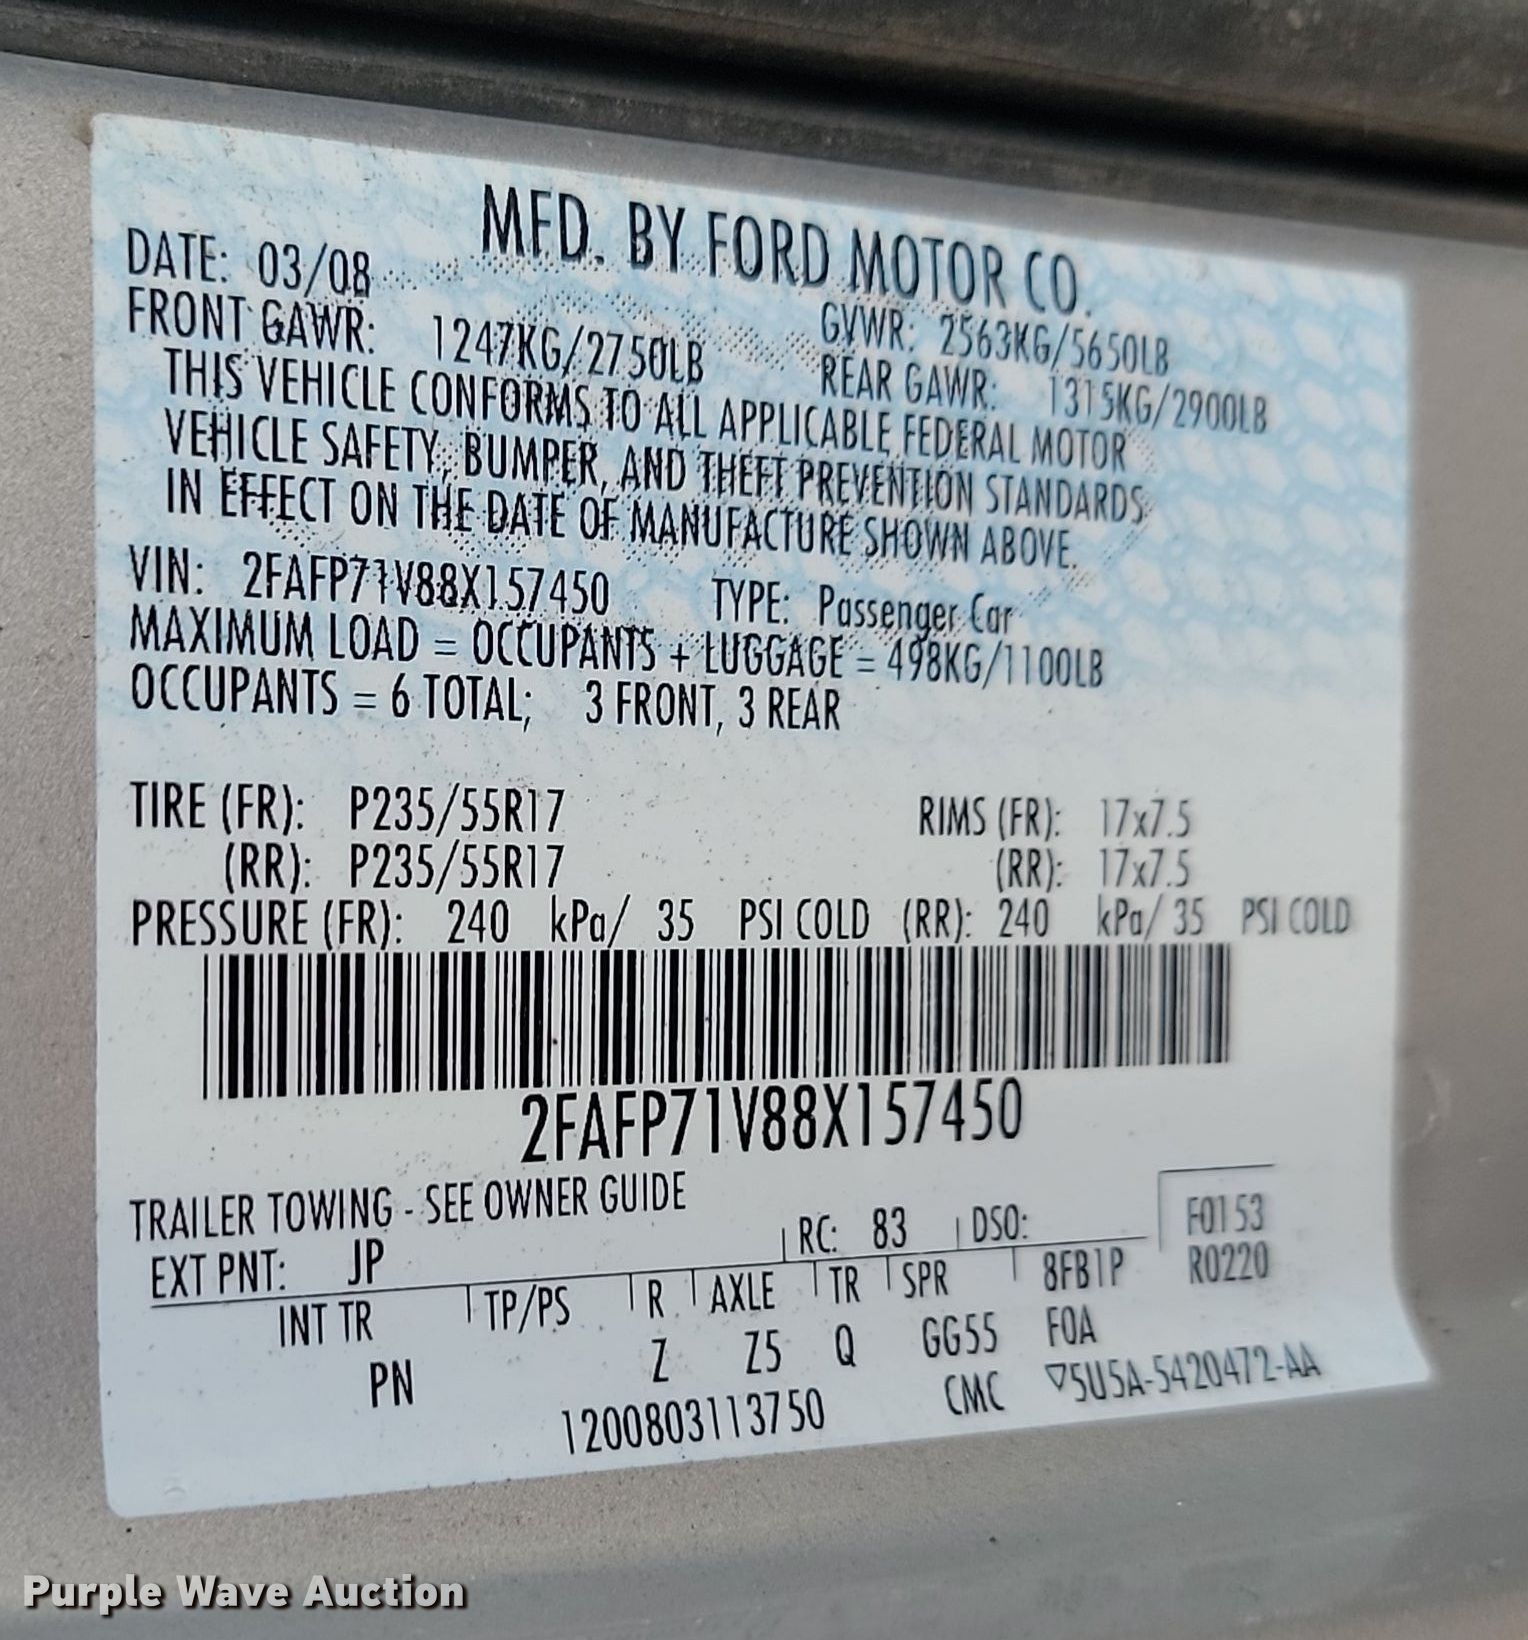 MFD. BY FORD MOTOR CO.
DATE: 03/08 GVWR: 2563KG/5650LB
FRONT GAWR: 1247KG/2750LB REAR GAWR: 1315KG/2900LB
THIS VEHICLE CONFORMS TO ALL APPLICABLE FEDERAL MOTOR
VEHICLE SAFETY, BUMPER, AND THEFT PREVENTION STANDARDS
IN EFFECT ON THE DATE OF MANUFACTURE SHOWN ABOVE.
VIN: 2FAFP71V88X157450 TYPE: Passenger Car
MAXIMUM LOAD = OCCUPANTS + LUGGAGE = 498KG/1100LB
OCCUPANTS = 6 TOTAL; 3 FRONT, 3 REAR
TIRE (FR): P235/55R17 RIMS (FR): 17x7.5
(RR): P235/55R17 (RR): 17x7.5
PRESSURE (FR): 240 kPa/ 35 PSI COLD (RR): 240 kPa/ 35 PSI COLD
2FAFP71V88X157450
TRAILER TOWING - SEE OWNER GUIDE
EXT PNT: JP RC: 83 DSO: F0153
INT TR TP/PS R AXLE TR SPR 8FB1P R0220
PN Z Z5 Q GG55 FOA
1200803113750 CMC ▽5U5A-5420472-AA
Purple Wave Auction